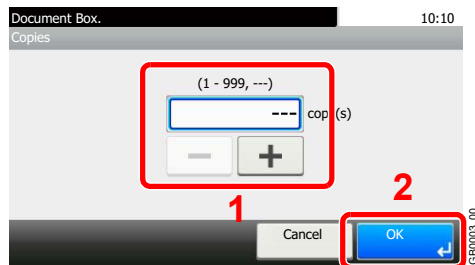 Document Box.
10:10
Copies
(1 - 999, ---)
--- cop (s)
1
2
Cancel
OK
GB0003_00